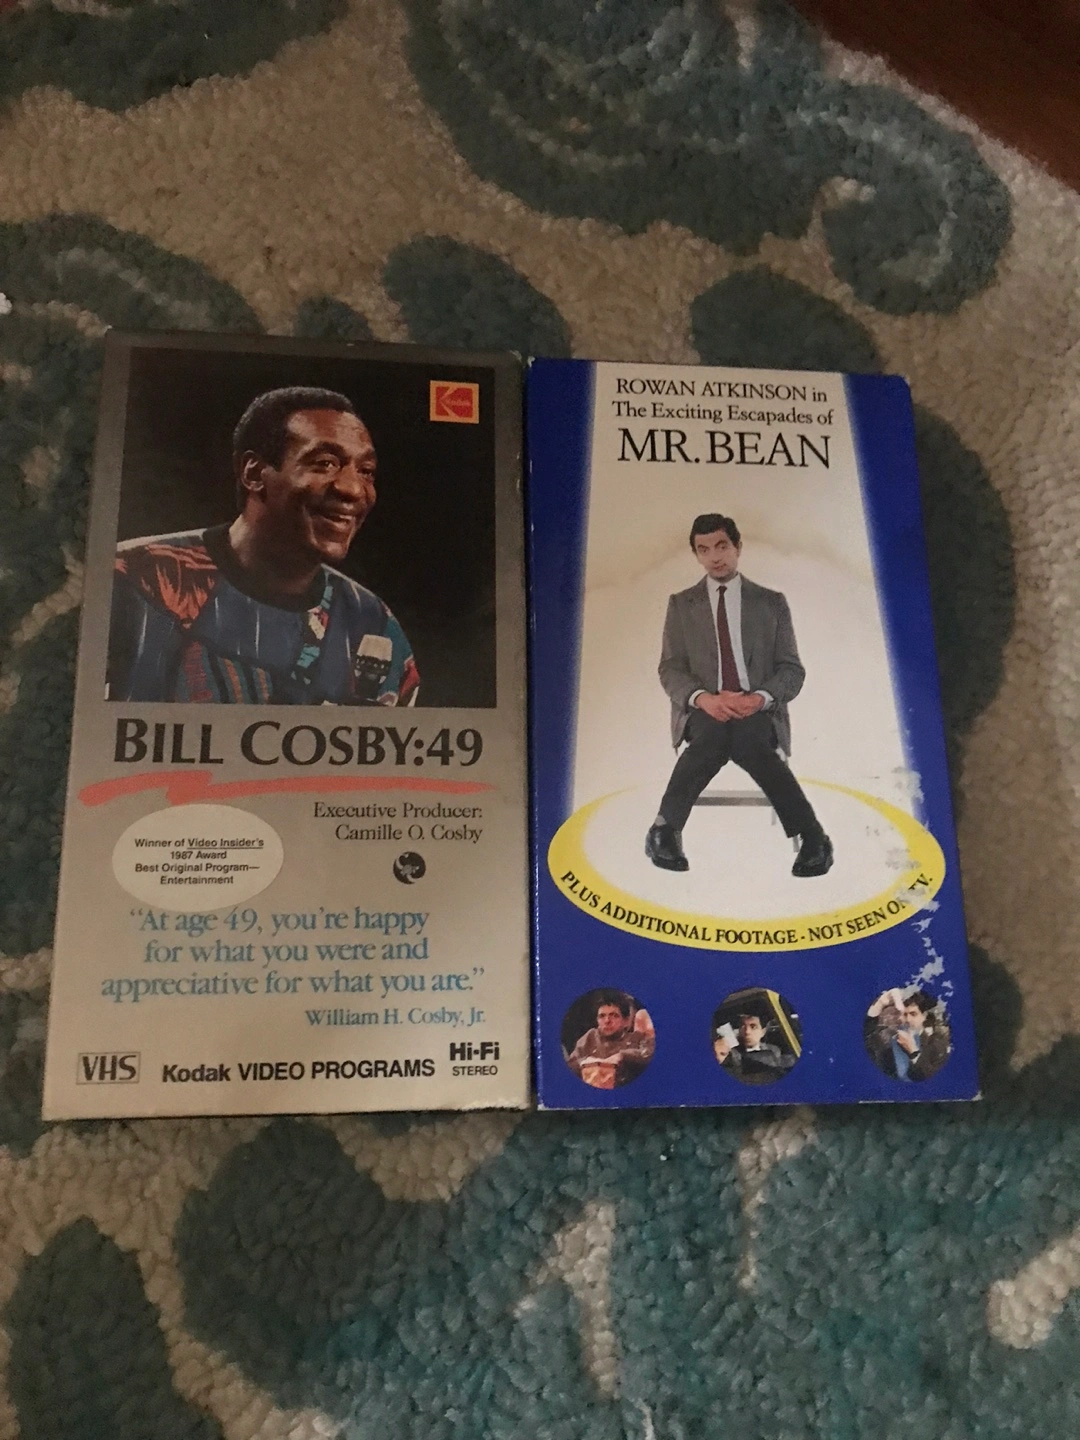 Kodak
BILL COSBY:49
Executive Producer:
Camille O. Cosby
Winner of Video Insider's
1987 Award
Best Original Program—
Entertainment
"At age 49, you're happy
for what you were and
appreciative for what you are."
William H. Cosby, Jr.
VHS
Kodak VIDEO PROGRAMS
Hi-Fi
STEREO
ROWAN ATKINSON in
The Exciting Escapades of
MR. BEAN
PLUS ADDITIONAL FOOTAGE - NOT SEEN ON T.V.